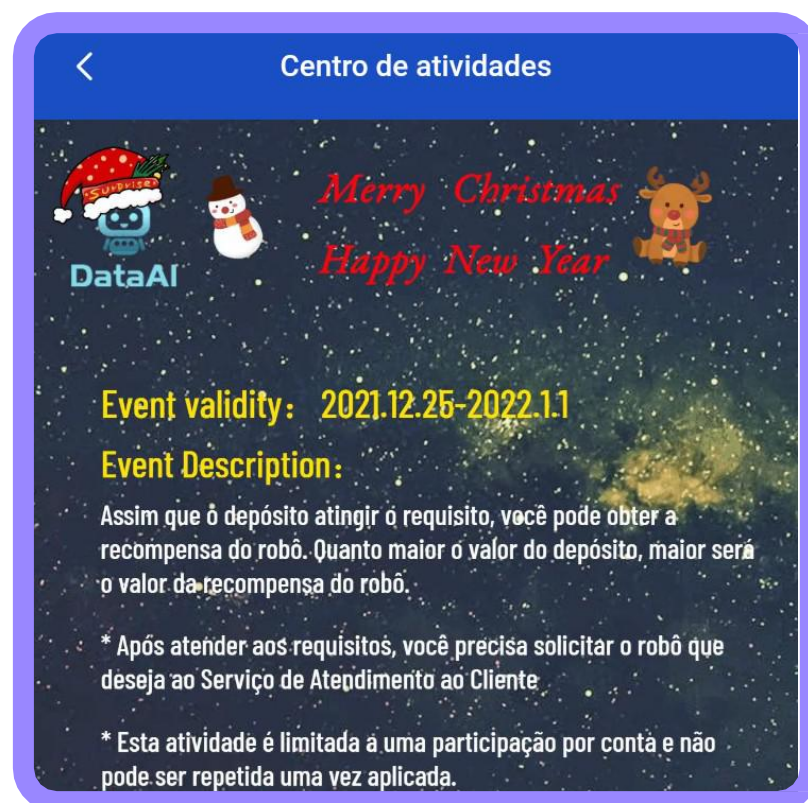 Centro de atividades
SURPRISE
Merry Christmas
Happy New Year
DataAI
Event validity： 2021.12.25-2022.1.1
Event Description：
Assim que o depósito atingir o requisito, você pode obter a
recompensa do robô. Quanto maior o valor do depósito, maior será
o valor da recompensa do robô.
* Após atender aos requisitos, você precisa solicitar o robô que
deseja ao Serviço de Atendimento ao Cliente
* Esta atividade é limitada a uma participação por conta e não
pode ser repetida uma vez aplicada.